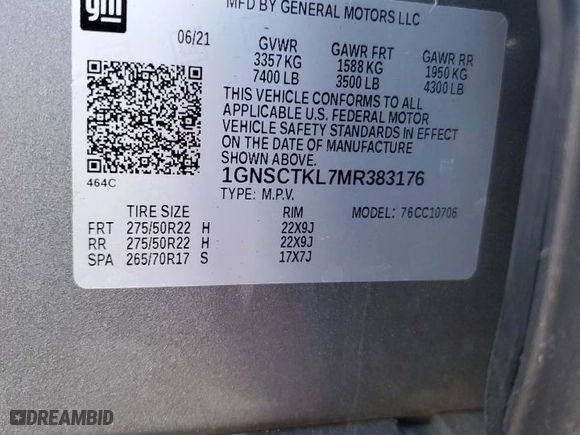 gm
MFD BY GENERAL MOTORS LLC
06/21 GVWR GAWR FRT GAWR RR
3357 KG 1588 KG 1950 KG
7400 LB 3500 LB 4300 LB
THIS VEHICLE CONFORMS TO ALL
APPLICABLE U.S. FEDERAL MOTOR
VEHICLE SAFETY STANDARDS IN EFFECT
ON THE DATE OF MANUFACTURE
SHOWN ABOVE.
464C 1GNSCTKL7MR383176
TYPE: M.P.V.
TIRE SIZE RIM MODEL: 76CC10706
FRT 275/50R22 H 22X9J
RR 275/50R22 H 22X9J
SPA 265/70R17 S 17X7J
DREAMBID